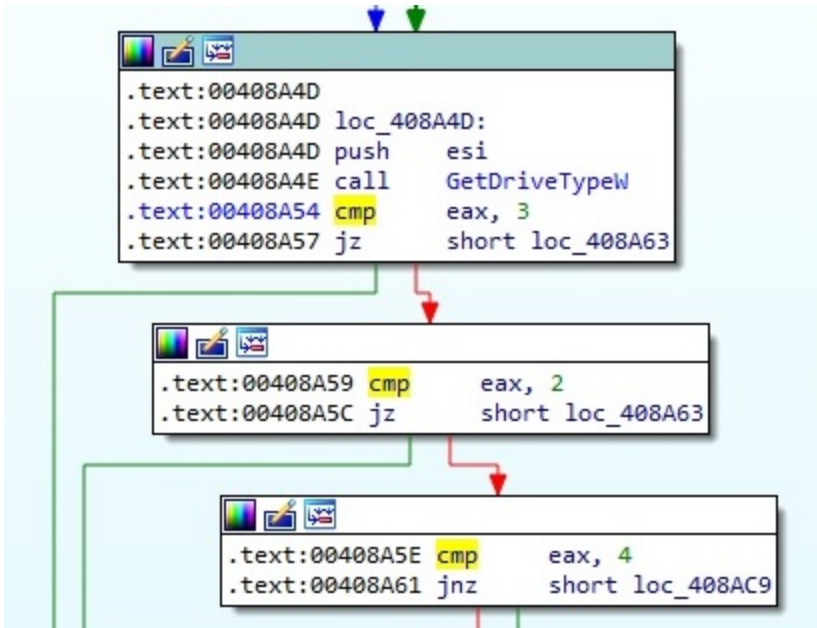 .text:00408A4D
.text:00408A4D loc_408A4D:
.text:00408A4D push esi
.text:00408A4E call GetDriveTypeW
.text:00408A54 cmp eax, 3
.text:00408A57 jz short loc_408A63
.text:00408A59 cmp eax, 2
.text:00408A5C jz short loc_408A63
.text:00408A5E cmp eax, 4
.text:00408A61 jnz short loc_408AC9